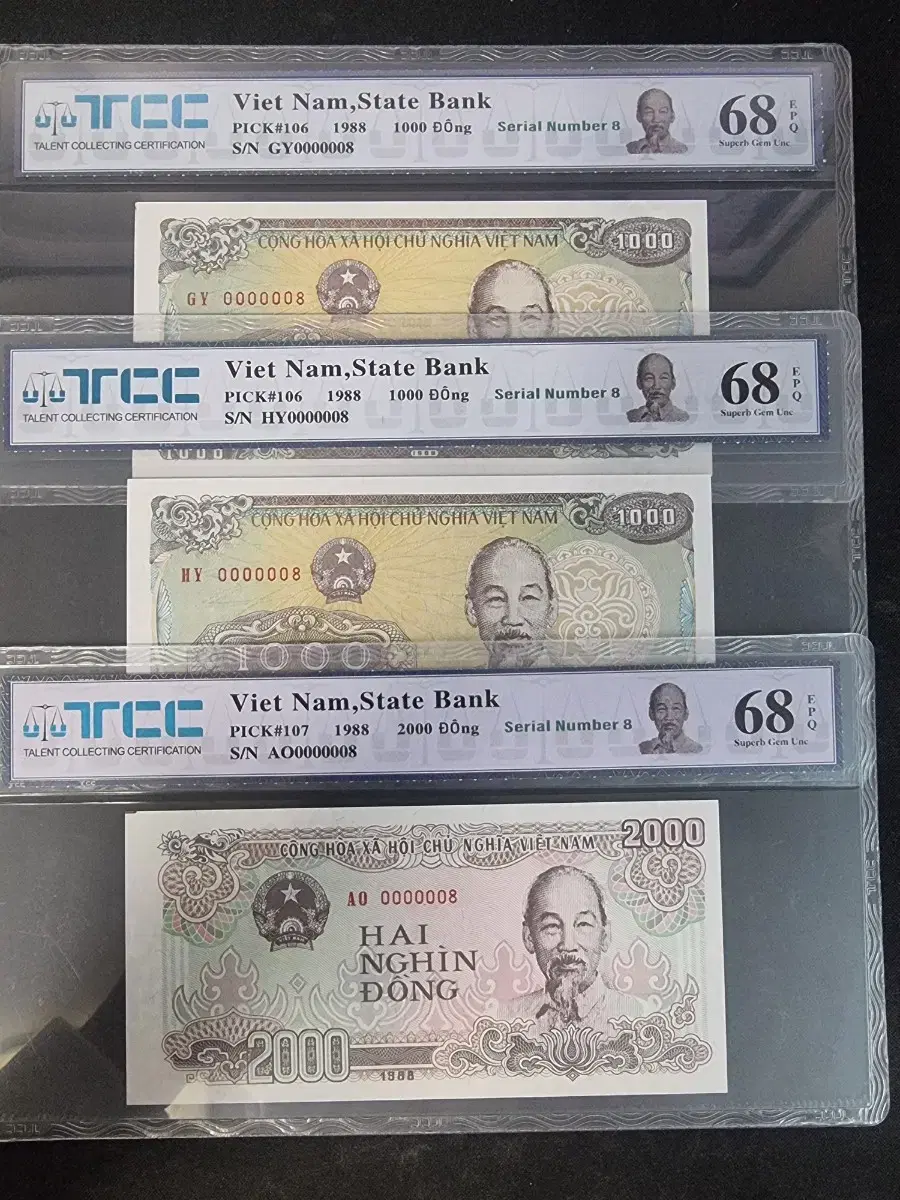 TCC
TALENT COLLECTING CERTIFICATION
Viet Nam,State Bank
PICK#106 1988 1000 ĐÔng Serial Number 8
S/N GY0000008
68 EPQ
Superb Gem Unc
CỘNG HÒA XÃ HỘI CHỦ NGHĨA VIỆT NAM 1000
GY 0000008
TCC
TALENT COLLECTING CERTIFICATION
Viet Nam,State Bank
PICK#106 1988 1000 ĐÔng Serial Number 8
S/N HY0000008
68 EPQ
Superb Gem Unc
1000 1988
CỘNG HÒA XÃ HỘI CHỦ NGHĨA VIỆT NAM 1000
HY 0000008
1000
TCC
TALENT COLLECTING CERTIFICATION
Viet Nam,State Bank
PICK#107 1988 2000 ĐÔng Serial Number 8
S/N AO0000008
68 EPQ
Superb Gem Unc
CỘNG HÒA XÃ HỘI CHỦ NGHĨA VIỆT NAM 2000
AO 0000008
HAI
NGHÌN
ĐỒNG
2000 1988